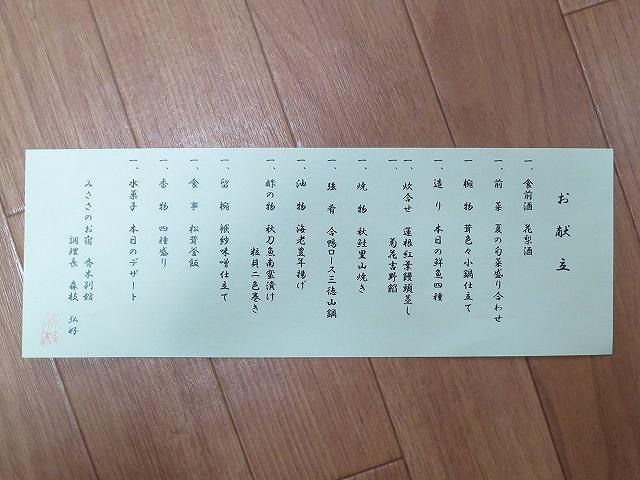 お献立
一、食前酒 花梨酒
一、前菜 夏の旬菜盛り合わせ
一、椀物 茸色々小鍋仕立て
一、造り 本日の鮮魚四種
一、炊合せ 蓮根紅葉饅頭蒸し
一、菊花吉野餡
一、焼物 秋鮭里山焼き
一、強肴 合鴨ロース三徳山鍋
一、油物 海老豊年揚げ
一、酢の物 秋刀魚南蛮漬け
粒貝二色巻き
一、留椀 袱紗味噌仕立て
一、食事 松茸釜飯
一、香物 四種盛り
一、水菓子 本日のデザート
みささのお宿 斉木別館
調理長 森枝 弘好